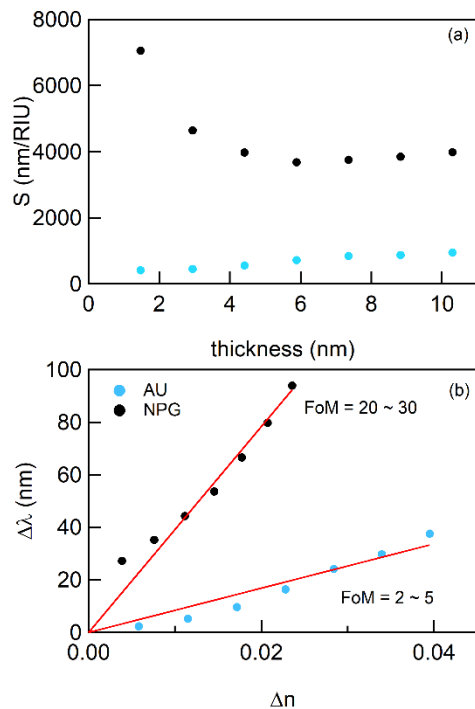 8000
(a)
6000
4000
2000
0
S (nm/RIU)
0 2 4 6 8 10
thickness (nm)
100
(b)
AU
NPG
80
FoM = 20 ~ 30
60
40
20
FoM = 2 ~ 5
0
Δλ (nm)
0.00 0.02 0.04
Δn